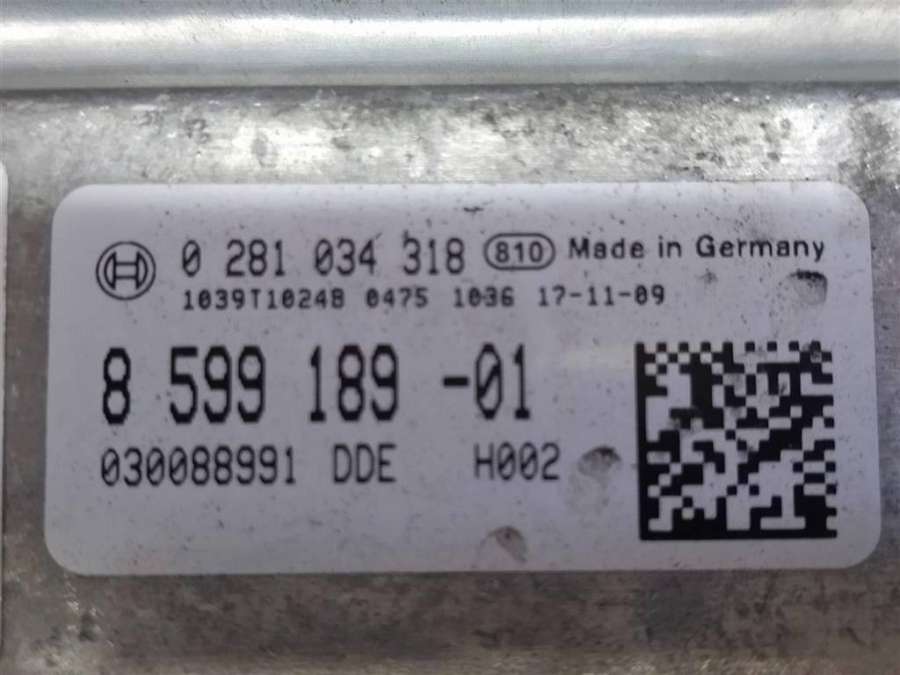 0 281 034 318 810 Made in Germany
1039T10248 0475 1036 17-11-09
8 599 189 -01
030088991 DDE H002